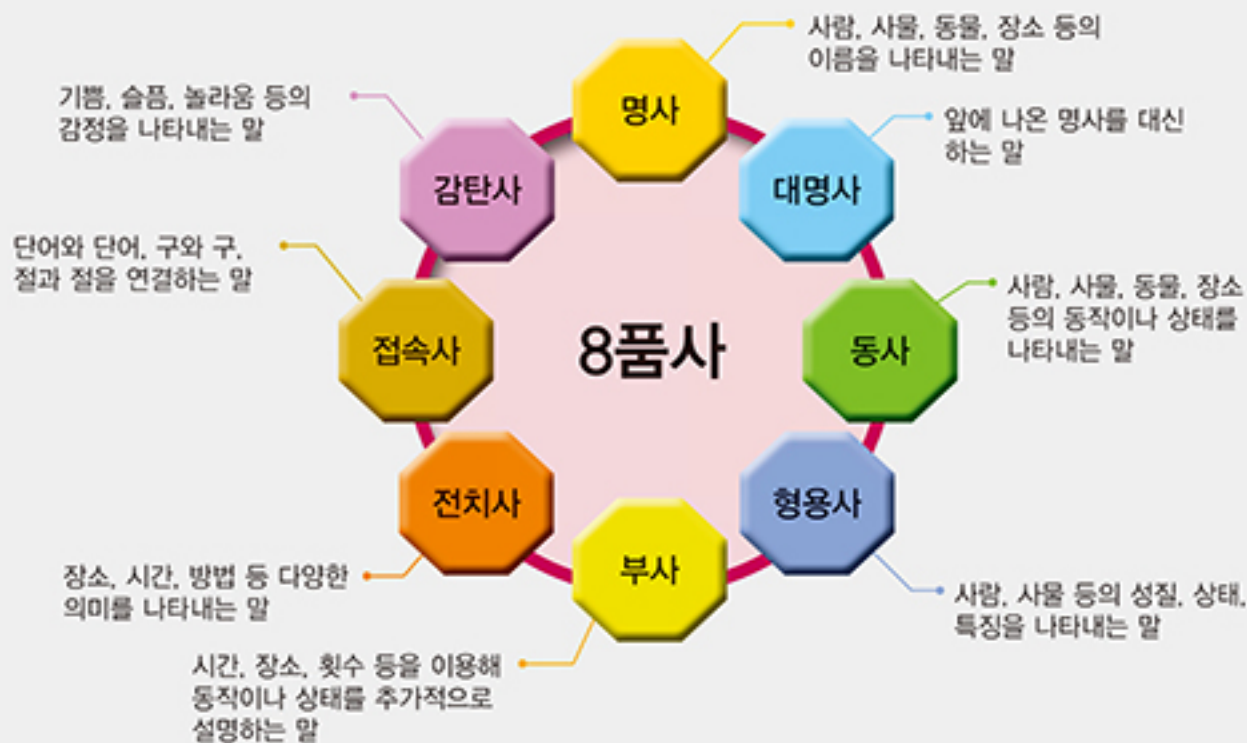 8품사
명사
사람, 사물, 동물, 장소 등의
이름을 나타내는 말
대명사
앞에 나온 명사를 대신
하는 말
동사
사람, 사물, 동물, 장소
등의 동작이나 상태를
나타내는 말
형용사
사람, 사물 등의 성질, 상태,
특징을 나타내는 말
부사
시간, 장소, 횟수 등을 이용해
동작이나 상태를 추가적으로
설명하는 말
전치사
장소, 시간, 방법 등 다양한
의미를 나타내는 말
접속사
단어와 단어, 구와 구,
절과 절을 연결하는 말
감탄사
기쁨, 슬픔, 놀라움 등의
감정을 나타내는 말